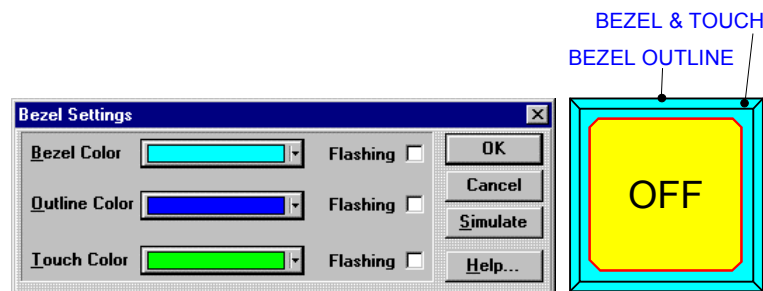 BEZEL & TOUCH
BEZEL OUTLINE
Bezel Settings
Bezel Color
Flashing
OK
Cancel
Outline Color
Flashing
Simulate
Touch Color
Flashing
Help...
OFF